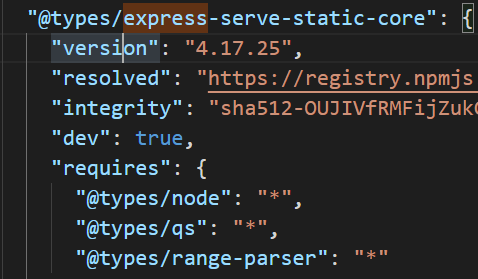 "@types/express-serve-static-core": {
"version": "4.17.25",
"resolved": "https://registry.npmjs
"integrity": "sha512-OUJIVfRMFijZuk
"dev": true,
"requires": {
"@types/node": "*",
"@types/qs": "*",
"@types/range-parser": "*"